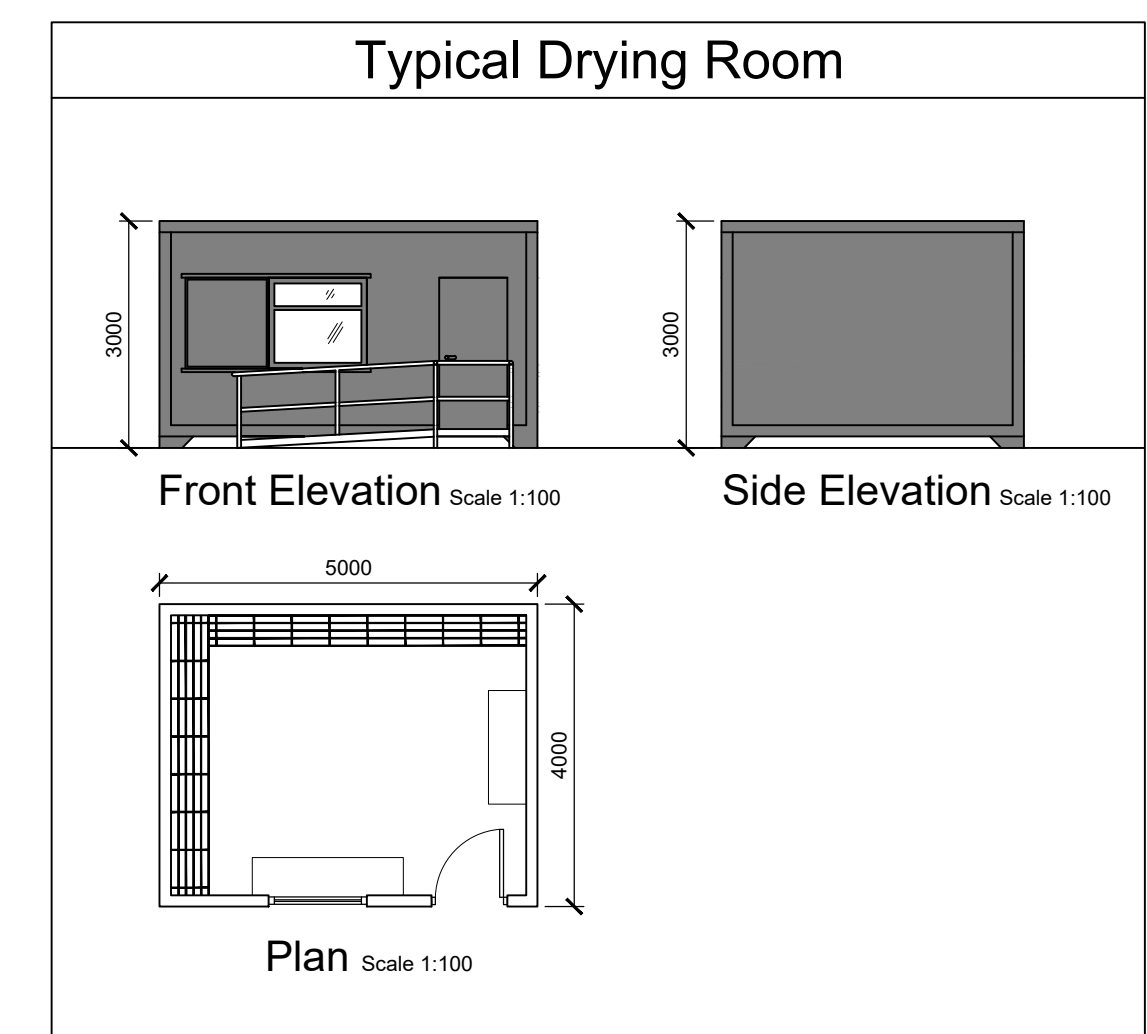 Typical Drying Room
3000
3000
Front Elevation Scale 1:100
Side Elevation Scale 1:100
5000
4000
Plan Scale 1:100